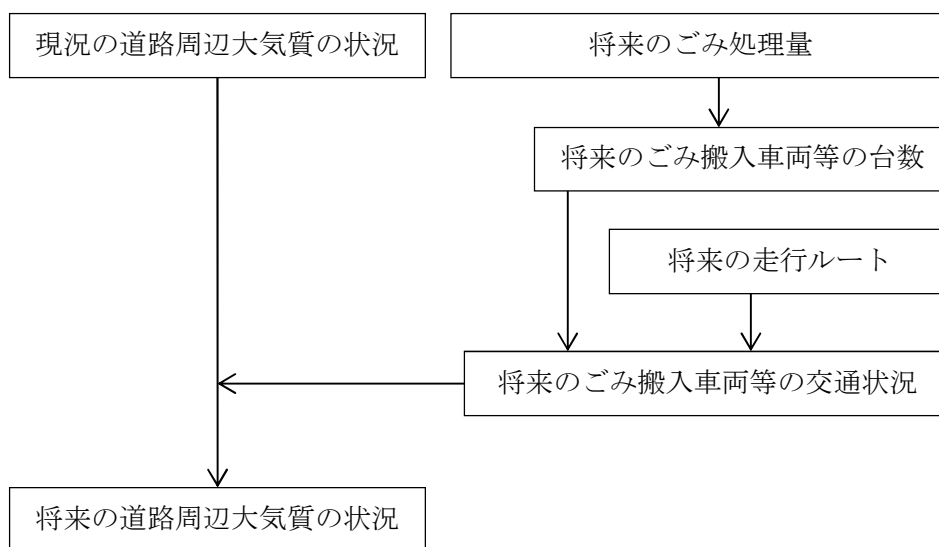 現況の道路周辺大気質の状況
将来のごみ処理量
将来のごみ搬入車両等の台数
将来の走行ルート
将来のごみ搬入車両等の交通状況
将来の道路周辺大気質の状況